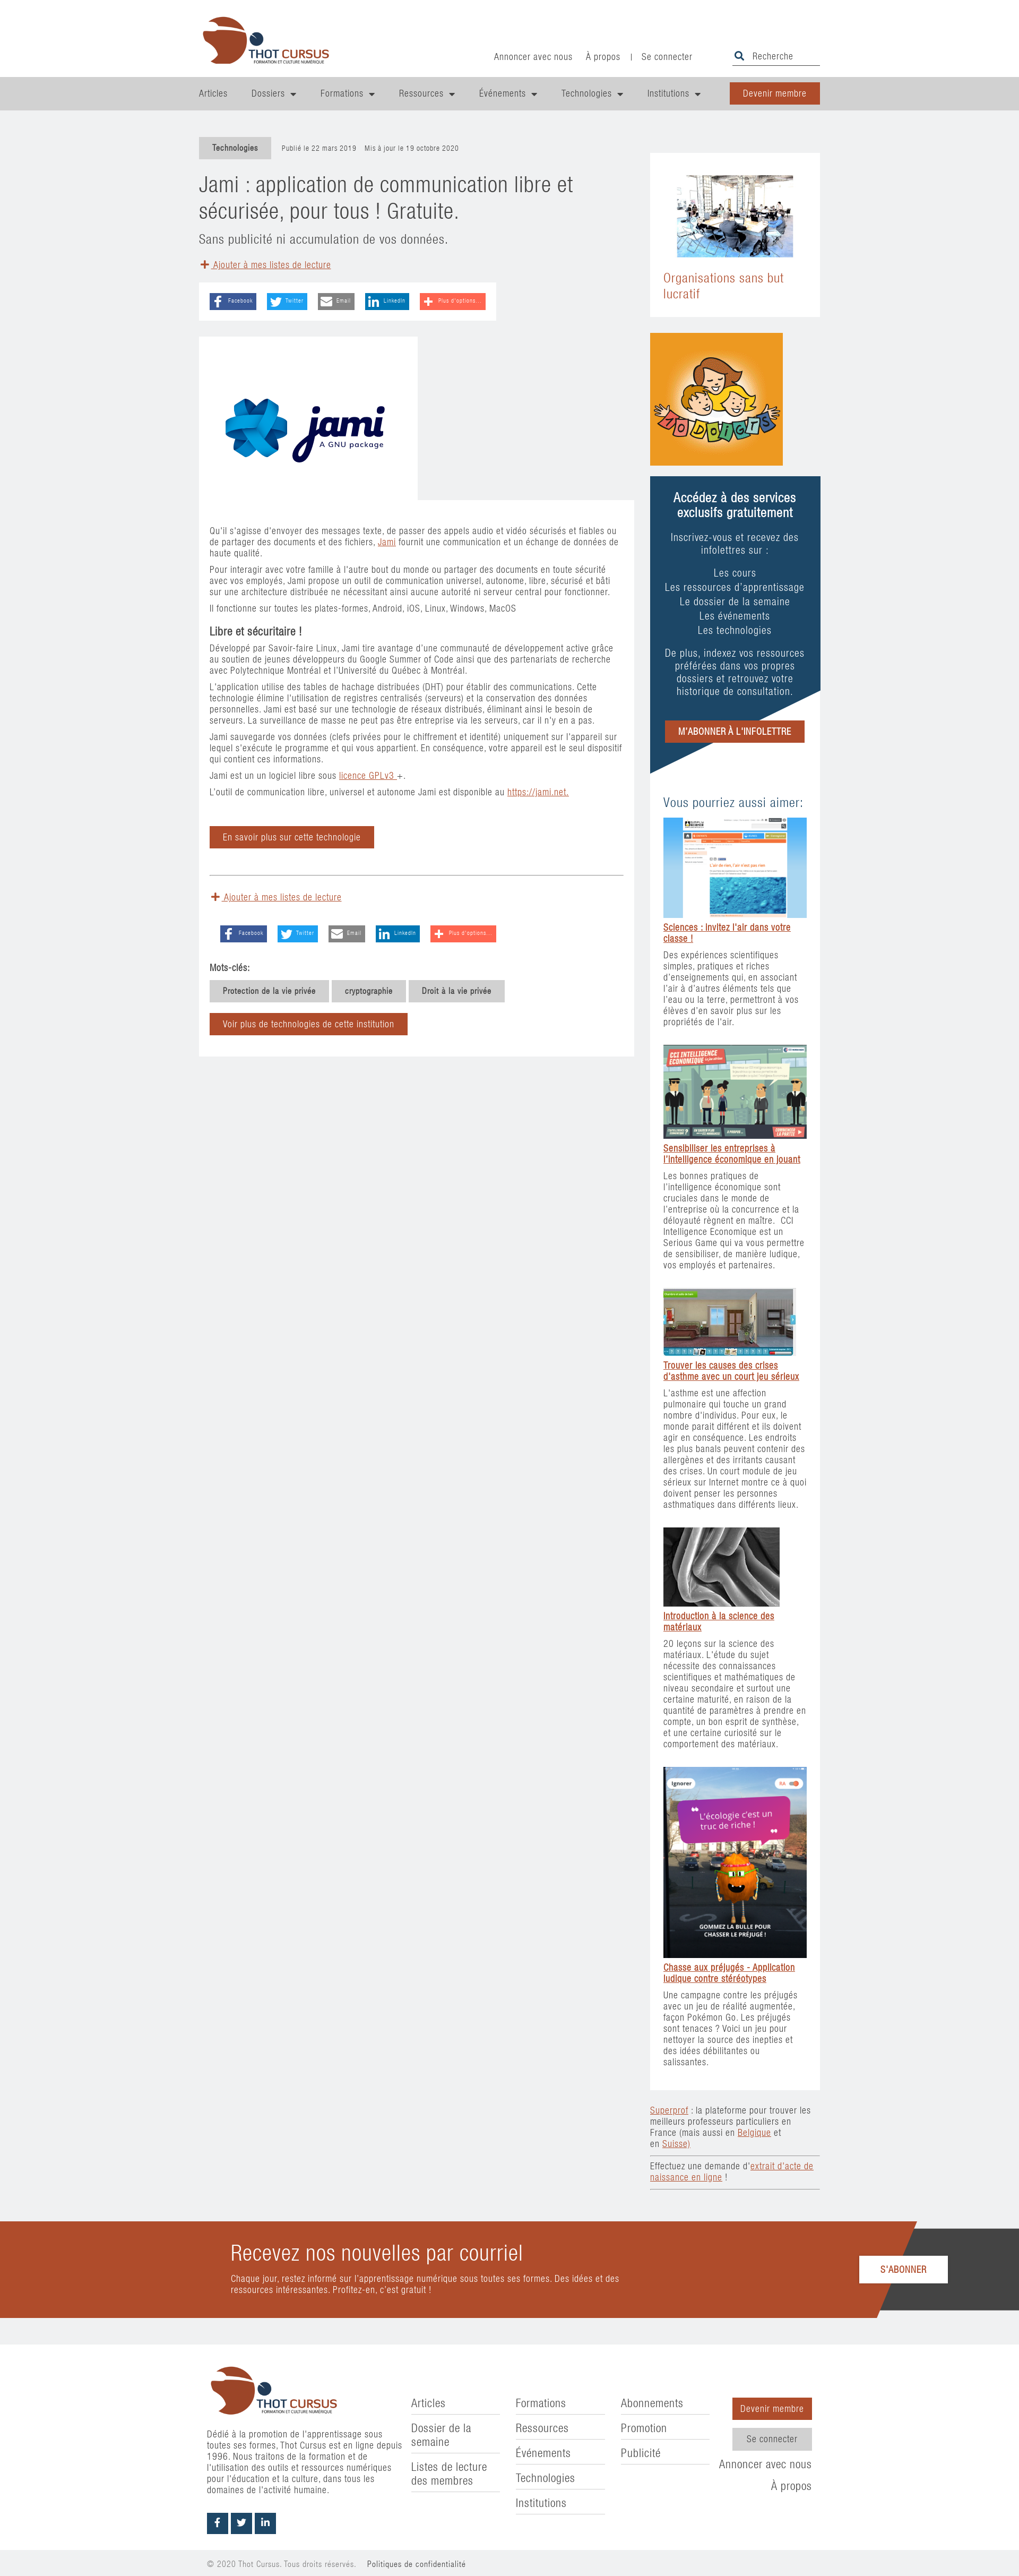 THOT CURSUS
FORMATION ET CULTURE NUMÉRIQUE
Annoncer avec nous
À propos
|
Se connecter
Recherche
Articles
Dossiers
Formations
Ressources
Événements
Technologies
Institutions
Devenir membre
Technologies
Publié le 22 mars 2019
Mis à jour le 19 octobre 2020
Jami : application de communication libre et
sécurisée, pour tous ! Gratuite.
Sans publicité ni accumulation de vos données.
Ajouter à mes listes de lecture
Facebook
Twitter
Email
LinkedIn
Plus d'options...
jami
A GNU package
Qu'il s'agisse d'envoyer des messages texte, de passer des appels audio et vidéo sécurisés et fiables ou
de partager des documents et des fichiers, Jami fournit une communication et un échange de données de
haute qualité.
Pour interagir avec votre famille à l'autre bout du monde ou partager des documents en toute sécurité
avec vos employés, Jami propose un outil de communication universel, autonome, libre, sécurisé et bâti
sur une architecture distribuée ne nécessitant ainsi aucune autorité ni serveur central pour fonctionner.
Il fonctionne sur toutes les plates-formes, Android, iOS, Linux, Windows, MacOS
Libre et sécuritaire !
Développé par Savoir-faire Linux, Jami tire avantage d'une communauté de développement active grâce
au soutien de jeunes développeurs du Google Summer of Code ainsi que des partenariats de recherche
avec Polytechnique Montréal et l'Université du Québec à Montréal.
L'application utilise des tables de hachage distribuées (DHT) pour établir des communications. Cette
technologie élimine l'utilisation de registres centralisés (serveurs) et la conservation des données
personnelles. Jami est basé sur une technologie de réseaux distribués, éliminant ainsi le besoin de
serveurs. La surveillance de masse ne peut pas être entreprise via les serveurs, car il n'y en a pas.
Jami sauvegarde vos données (clefs privées pour le chiffrement et identité) uniquement sur l'appareil sur
lequel s'exécute le programme et qui vous appartient. En conséquence, votre appareil est le seul dispositif
qui contient ces informations.
Jami est un un logiciel libre sous licence GPLv3 +.
L'outil de communication libre, universel et autonome Jami est disponible au https://jami.net.
En savoir plus sur cette technologie
Ajouter à mes listes de lecture
Facebook
Twitter
Email
LinkedIn
Plus d'options...
Mots-clés:
Protection de la vie privée
cryptographie
Droit à la vie privée
Voir plus de technologies de cette institution
Organisations sans but
lucratif
10 DOIGTS
Accédez à des services
exclusifs gratuitement
Inscrivez-vous et recevez des
infolettres sur :
Les cours
Les ressources d'apprentissage
Le dossier de la semaine
Les événements
Les technologies
De plus, indexez vos ressources
préférées dans vos propres
dossiers et retrouvez votre
historique de consultation.
M'ABONNER À L'INFOLETTRE
Vous pourriez aussi aimer:
Sciences : invitez l'air dans votre
classe !
Des expériences scientifiques
simples, pratiques et riches
d'enseignements qui, en associant
l'air à d'autres éléments tels que
l'eau ou la terre, permettront à vos
élèves d'en savoir plus sur les
propriétés de l'air.
CCI INTELLIGENCE
ECONOMIQUE
Sensibiliser les entreprises à
l'intelligence économique en jouant
Les bonnes pratiques de
l'intelligence économique sont
cruciales dans le monde de
l'entreprise où la concurrence et la
déloyauté règnent en maître. CCI
Intelligence Economique est un
Serious Game qui va vous permettre
de sensibiliser, de manière ludique,
vos employés et partenaires.
Trouver les causes des crises
d'asthme avec un court jeu sérieux
L'asthme est une affection
pulmonaire qui touche un grand
nombre d'individus. Pour eux, le
monde parait différent et ils doivent
agir en conséquence. Les endroits
les plus banals peuvent contenir des
allergènes et des irritants causant
des crises. Un court module de jeu
sérieux sur Internet montre ce à quoi
doivent penser les personnes
asthmatiques dans différents lieux.
Introduction à la science des
matériaux
20 leçons sur la science des
matériaux. L'étude du sujet
nécessite des connaissances
scientifiques et mathématiques de
niveau secondaire et surtout une
certaine maturité, en raison de la
quantité de paramètres à prendre en
compte, un bon esprit de synthèse,
et une certaine curiosité sur le
comportement des matériaux.
Ignorer
RA
L'écologie c'est un
truc de riche !
GOMMEZ LA BULLE POUR
CHASSER LE PRÉJUGÉ !
Chasse aux préjugés - Application
ludique contre stéréotypes
Une campagne contre les préjugés
avec un jeu de réalité augmentée,
façon Pokémon Go. Les préjugés
sont tenaces ? Voici un jeu pour
nettoyer la source des inepties et
des idées débilitantes ou
salissantes.
Superprof : la plateforme pour trouver les
meilleurs professeurs particuliers en
France (mais aussi en Belgique et
en Suisse)
Effectuez une demande d'extrait d'acte de
naissance en ligne !
Recevez nos nouvelles par courriel
Chaque jour, restez informé sur l'apprentissage numérique sous toutes ses formes. Des idées et des
ressources intéressantes. Profitez-en, c'est gratuit !
S'ABONNER
THOT CURSUS
FORMATION ET CULTURE NUMÉRIQUE
Dédié à la promotion de l'apprentissage sous
toutes ses formes, Thot Cursus est en ligne depuis
1996. Nous traitons de la formation et de
l'utilisation des outils et ressources numériques
pour l'éducation et la culture, dans tous les
domaines de l'activité humaine.
Articles
Dossier de la
semaine
Listes de lecture
des membres
Formations
Ressources
Événements
Technologies
Institutions
Abonnements
Promotion
Publicité
Devenir membre
Se connecter
Annoncer avec nous
À propos
© 2020 Thot Cursus. Tous droits réservés.
Politiques de confidentialité